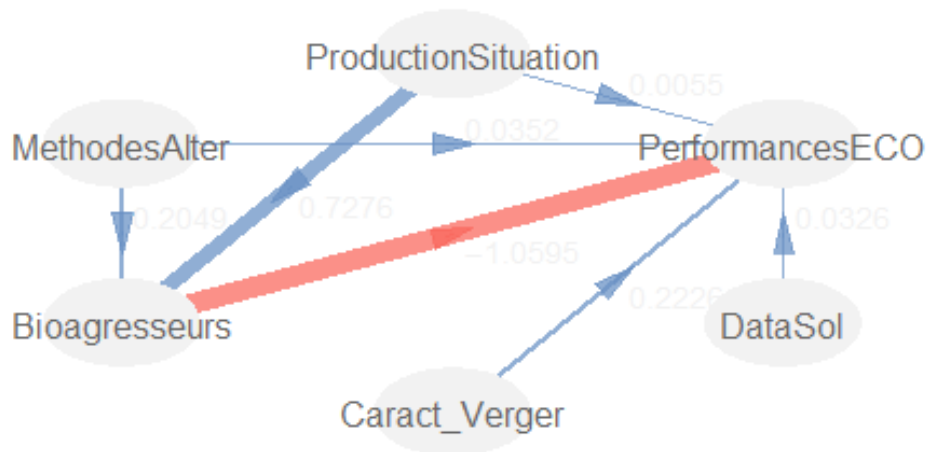 ProductionSituation
0.0055
MethodesAlter
0.0352
PerformancesECO
0.2049
0.7276
0.0326
−1.0595
0.2226
Bioagresseurs
DataSol
Caract_Verger